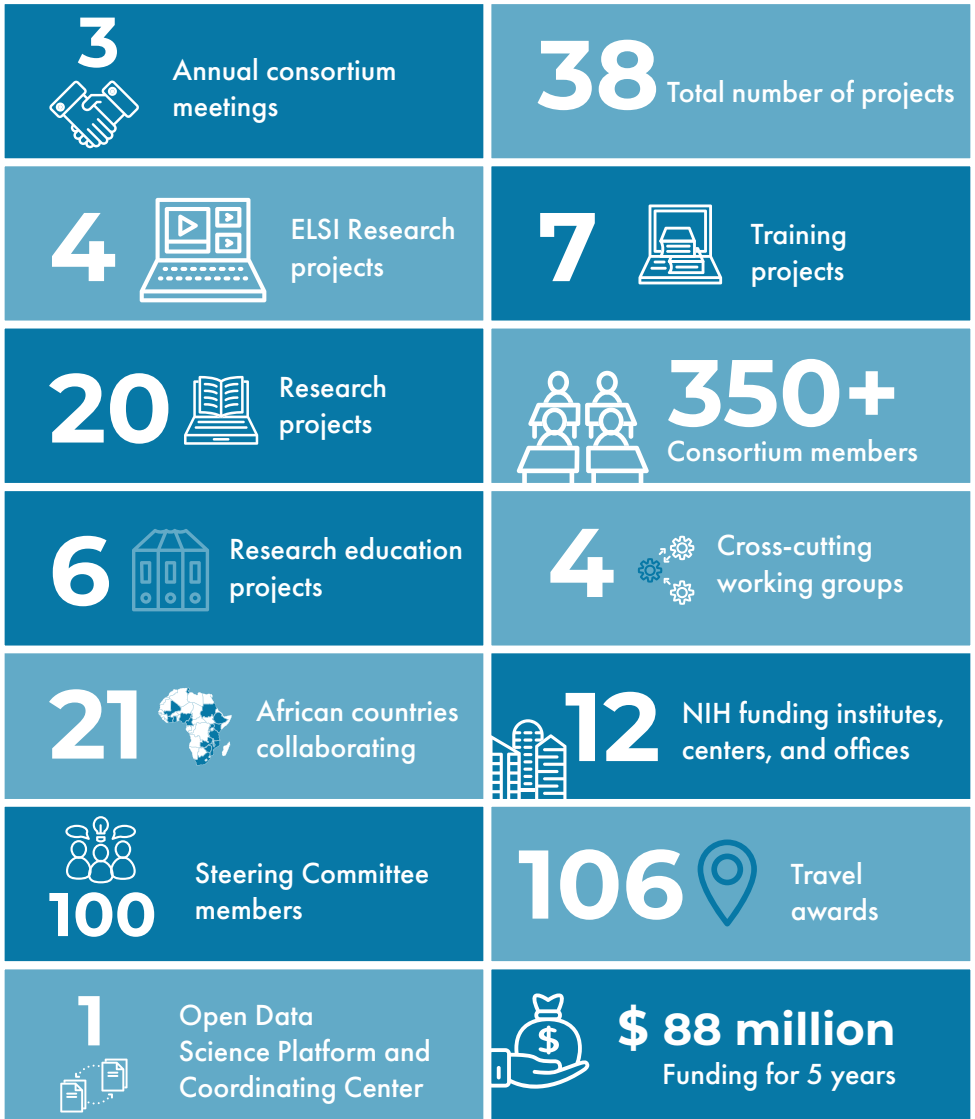 3
Annual consortium
meetings
38
Total number of projects
4
ELSI Research
projects
7
Training
projects
20
Research
projects
350+
Consortium members
6
Research education
projects
4
Cross-cutting
working groups
21
African countries
collaborating
12
NIH funding institutes,
centers, and offices
100
Steering Committee
members
106
Travel
awards
1
Open Data
Science Platform and
Coordinating Center
$
$ 88 million
Funding for 5 years